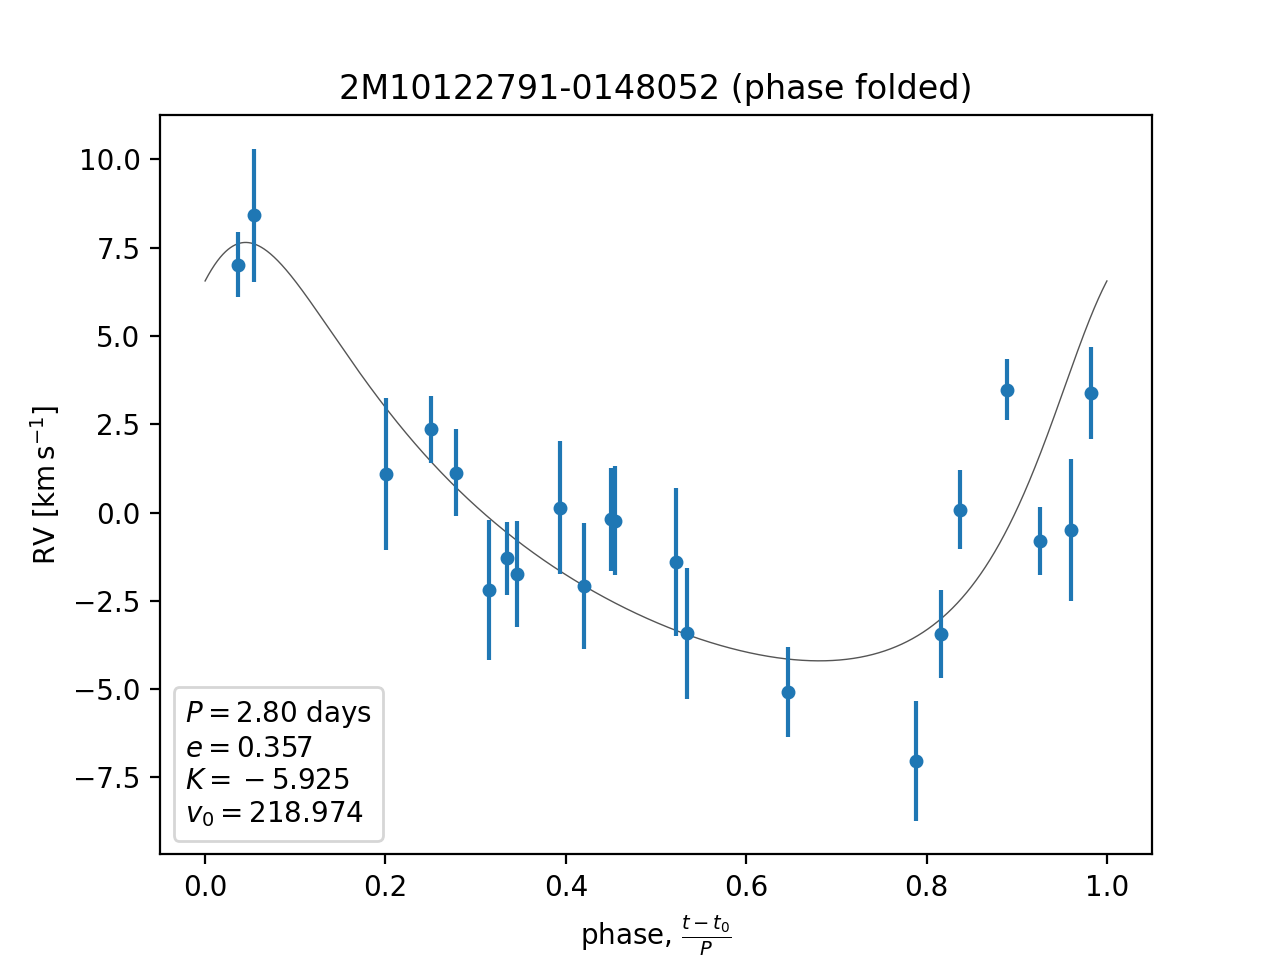 2M10122791-0148052 (phase folded)
10.0
7.5
5.0
2.5
0.0
−2.5
−5.0
−7.5
RV [km s⁻¹]
P = 2.80 days
e = 0.357
K = −5.925
v₀ = 218.974
0.0 0.2 0.4 0.6 0.8 1.0
phase, (t − t₀)/P